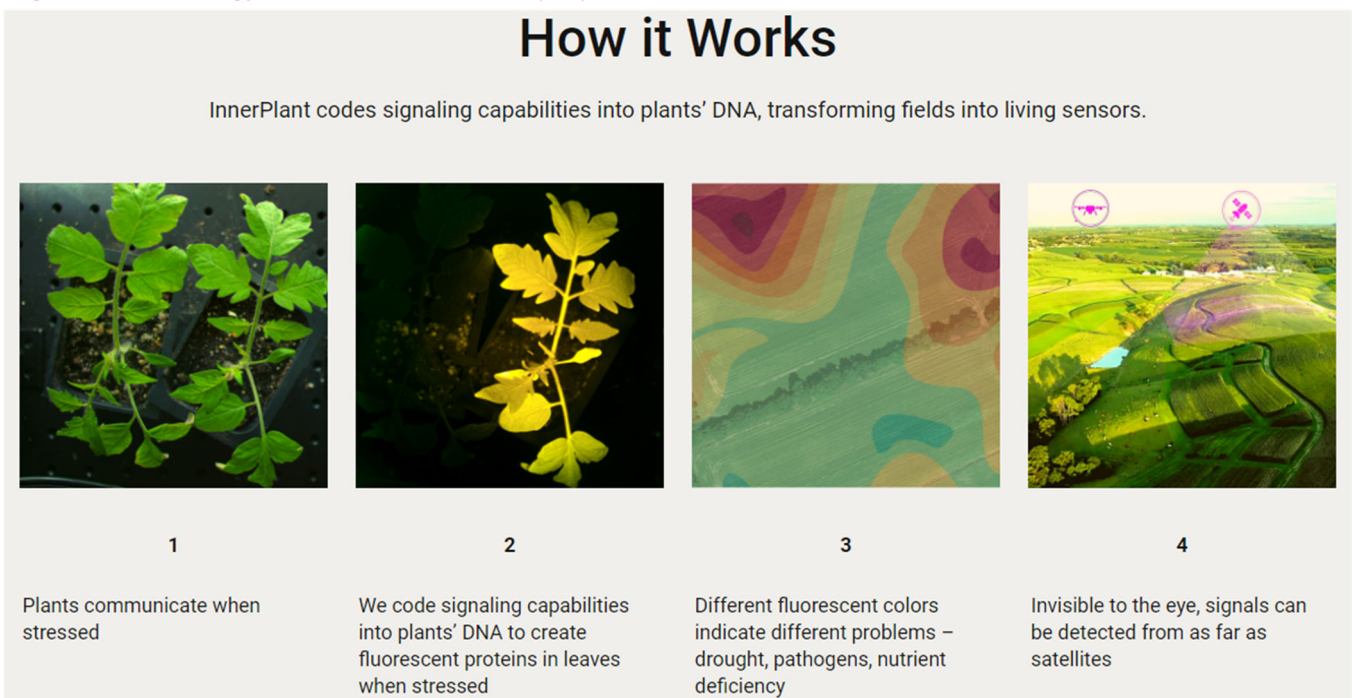 How it Works
InnerPlant codes signaling capabilities into plants’ DNA, transforming fields into living sensors.
1
Plants communicate when
stressed
2
We code signaling capabilities
into plants’ DNA to create
fluorescent proteins in leaves
when stressed
3
Different fluorescent colors
indicate different problems –
drought, pathogens, nutrient
deficiency
4
Invisible to the eye, signals can
be detected from as far as
satellites